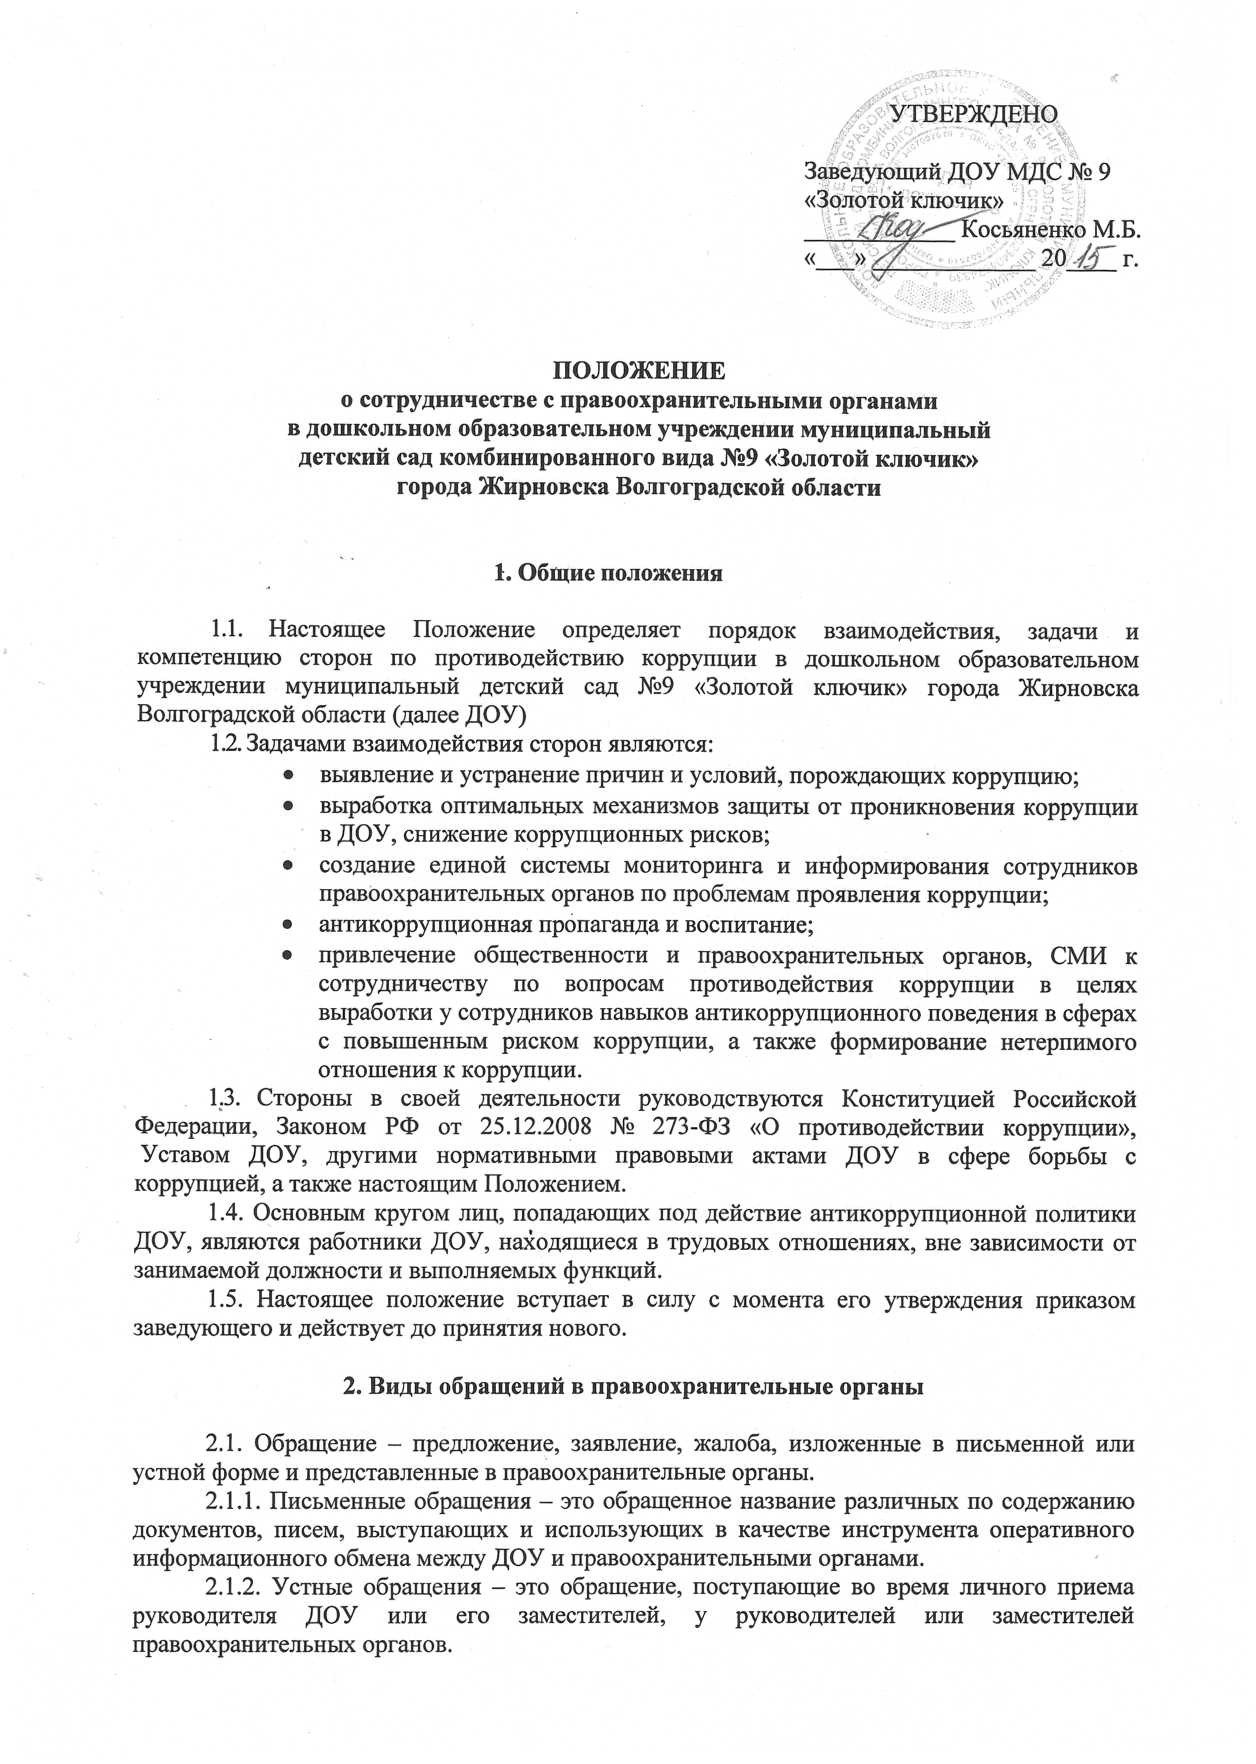 УТВЕРЖДЕНО
Заведующий ДОУ МДС № 9
«Золотой ключик»
____________ Косьяненко М.Б.
«___» _____________ 2015 г.
ПОЛОЖЕНИЕ
о сотрудничестве с правоохранительными органами
в дошкольном образовательном учреждении муниципальный
детский сад комбинированного вида №9 «Золотой ключик»
города Жирновска Волгоградской области
1. Общие положения
1.1. Настоящее Положение определяет порядок взаимодействия, задачи и
компетенцию сторон по противодействию коррупции в дошкольном образовательном
учреждении муниципальный детский сад №9 «Золотой ключик» города Жирновска
Волгоградской области (далее ДОУ)
1.2. Задачами взаимодействия сторон являются:
• выявление и устранение причин и условий, порождающих коррупцию;
• выработка оптимальных механизмов защиты от проникновения коррупции
в ДОУ, снижение коррупционных рисков;
• создание единой системы мониторинга и информирования сотрудников
правоохранительных органов по проблемам проявления коррупции;
• антикоррупционная пропаганда и воспитание;
• привлечение общественности и правоохранительных органов, СМИ к
сотрудничеству по вопросам противодействия коррупции в целях
выработки у сотрудников навыков антикоррупционного поведения в сферах
с повышенным риском коррупции, а также формирование нетерпимого
отношения к коррупции.
1.3. Стороны в своей деятельности руководствуются Конституцией Российской
Федерации, Законом РФ от 25.12.2008 № 273-ФЗ «О противодействии коррупции»,
Уставом ДОУ, другими нормативными правовыми актами ДОУ в сфере борьбы с
коррупцией, а также настоящим Положением.
1.4. Основным кругом лиц, попадающих под действие антикоррупционной политики
ДОУ, являются работники ДОУ, находящиеся в трудовых отношениях, вне зависимости от
занимаемой должности и выполняемых функций.
1.5. Настоящее положение вступает в силу с момента его утверждения приказом
заведующего и действует до принятия нового.
2. Виды обращений в правоохранительные органы
2.1. Обращение – предложение, заявление, жалоба, изложенные в письменной или
устной форме и представленные в правоохранительные органы.
2.1.1. Письменные обращения – это обращенное название различных по содержанию
документов, писем, выступающих и использующих в качестве инструмента оперативного
информационного обмена между ДОУ и правоохранительными органами.
2.1.2. Устные обращения – это обращение, поступающие во время личного приема
руководителя ДОУ или его заместителей, у руководителей или заместителей
правоохранительных органов.